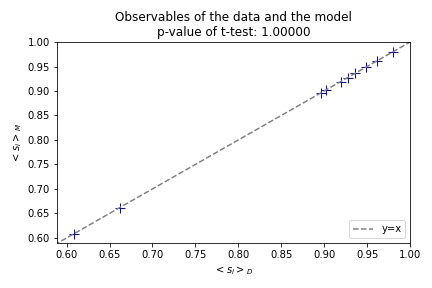 Observables of the data and the model
p-value of t-test: 1.00000
1.00
0.95
0.90
0.85
0.80
0.75
0.70
0.65
0.60
< s_i >_M
y=x
0.60 0.65 0.70 0.75 0.80 0.85 0.90 0.95 1.00
< s_i >_D